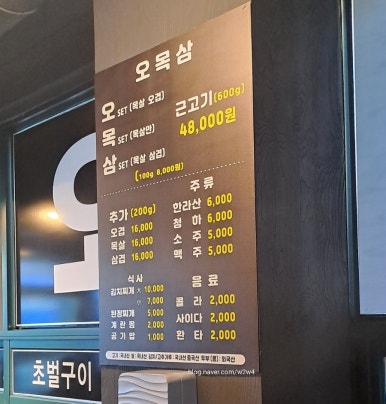 오목삼
오 SET (목살 오겹)
목 SET (목살만)
삼 SET (목살 삼겹)
근고기(600g)
48,000원
(100g 8,000원)
추가(200g)
오겹 16,000
목살 16,000
삼겹 16,000
주류
한라산 6,000
청하 6,000
소주 5,000
맥주 5,000
식사
김치찌개 大 10,000
7,000
된장찌개 5,000
계란찜 2,000
공기밥 1,000
음료
콜라 2,000
사이다 2,000
환타 2,000
초벌구이
blog.naver.com/w2w4